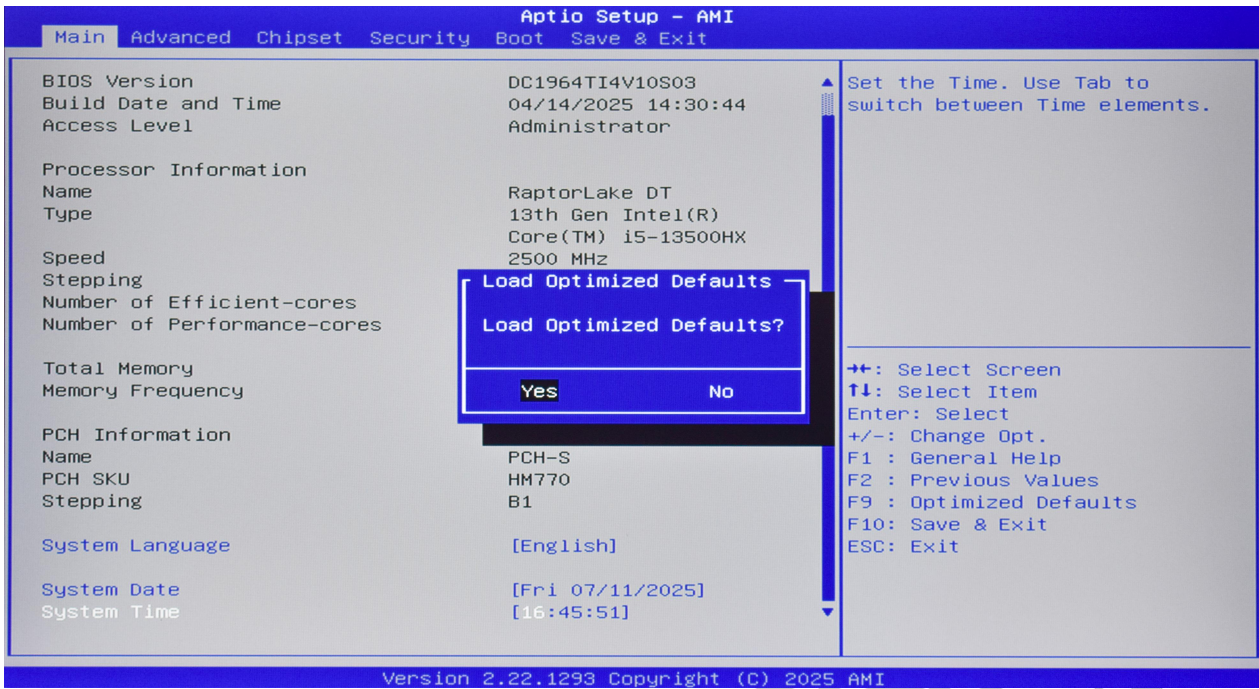 Aptio Setup - AMI
Main Advanced Chipset Security Boot Save & Exit
BIOS Version DC1964TI4V10S03
Build Date and Time 04/14/2025 14:30:44
Access Level Administrator
Processor Information
Name RaptorLake DT
Type 13th Gen Intel(R)
Core(TM) i5-13500HX
Speed 2500 MHz
Stepping
Number of Efficient-cores
Number of Performance-cores
Total Memory
Memory Frequency
PCH Information
Name PCH-S
PCH SKU HM770
Stepping B1
System Language [English]
System Date [Fri 07/11/2025]
System Time [16:45:51]
Load Optimized Defaults
Load Optimized Defaults?
Yes No
Set the Time. Use Tab to
switch between Time elements.
→←: Select Screen
↑↓: Select Item
Enter: Select
+/-: Change Opt.
F1 : General Help
F2 : Previous Values
F9 : Optimized Defaults
F10: Save & Exit
ESC: Exit
Version 2.22.1293 Copyright (C) 2025 AMI